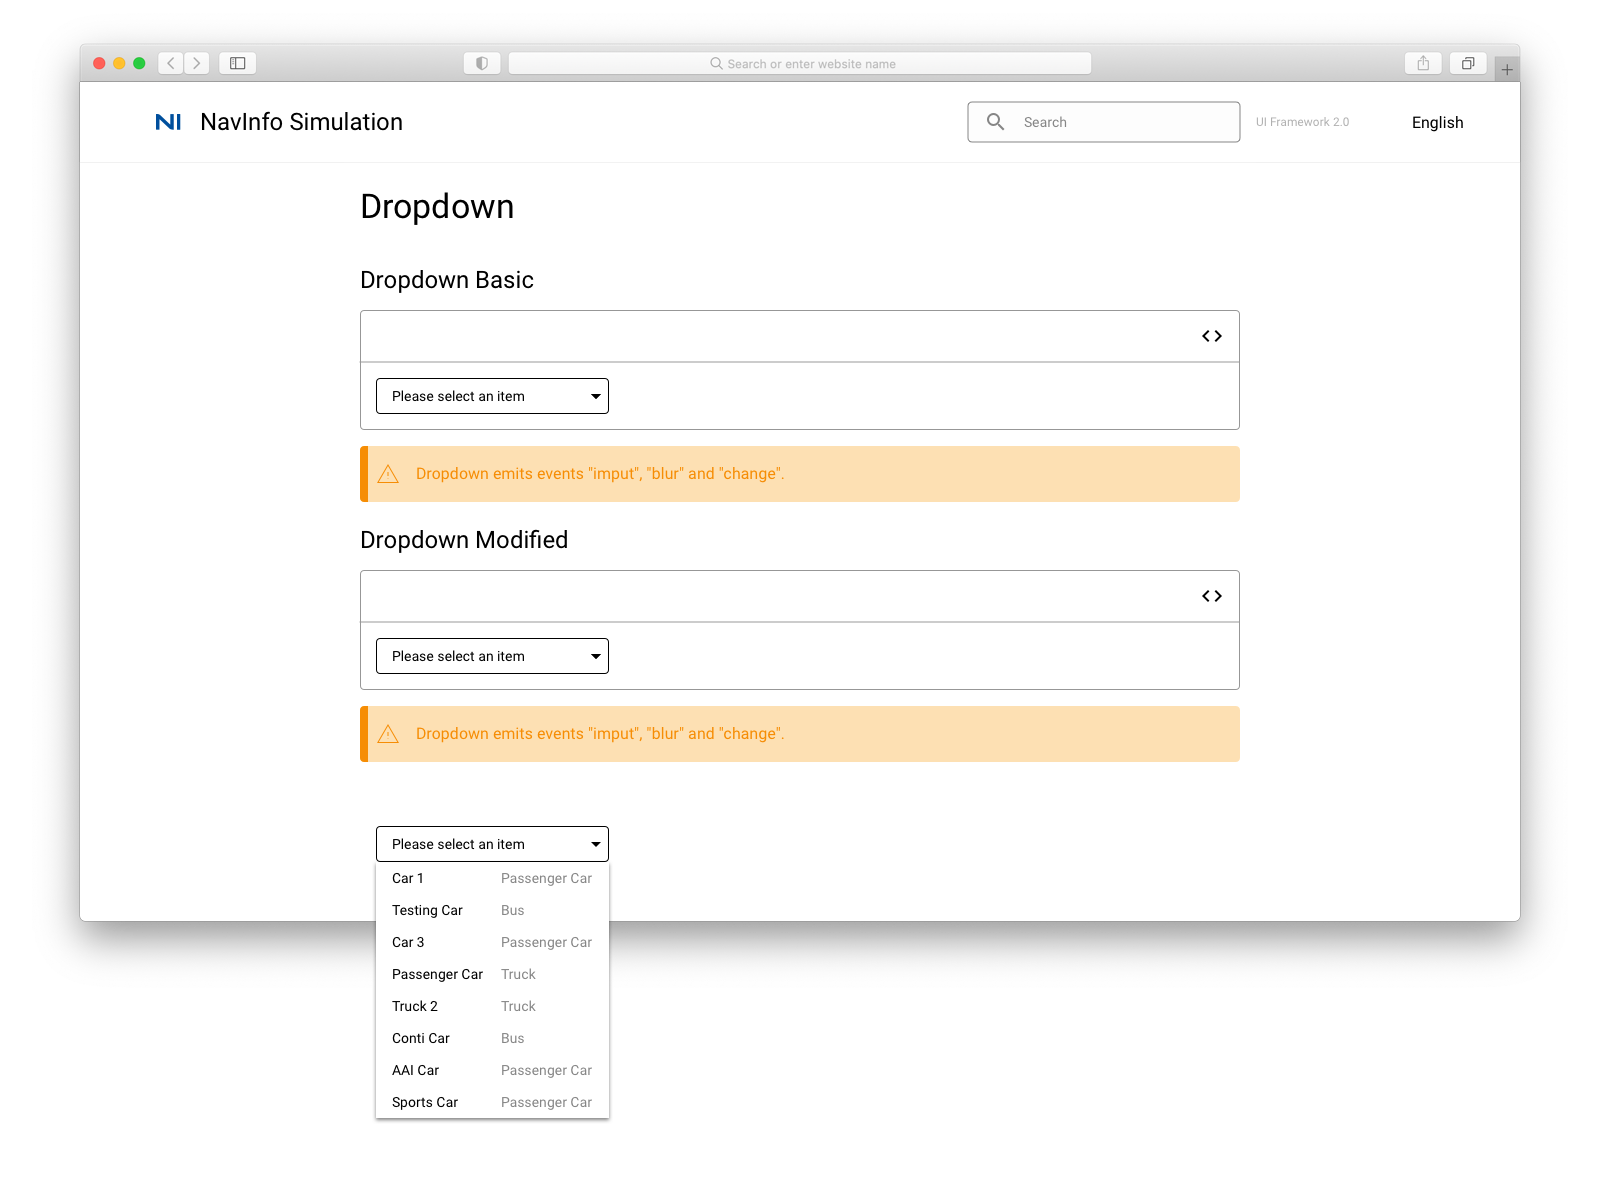 Search or enter website name
NI NavInfo Simulation
Search
UI Framework 2.0
English
Dropdown
Dropdown Basic
Please select an item
Dropdown emits events "imput", "blur" and "change".
Dropdown Modified
Please select an item
Dropdown emits events "imput", "blur" and "change".
Please select an item
Car 1 Passenger Car
Testing Car Bus
Car 3 Passenger Car
Passenger Car Truck
Truck 2 Truck
Conti Car Bus
AAI Car Passenger Car
Sports Car Passenger Car